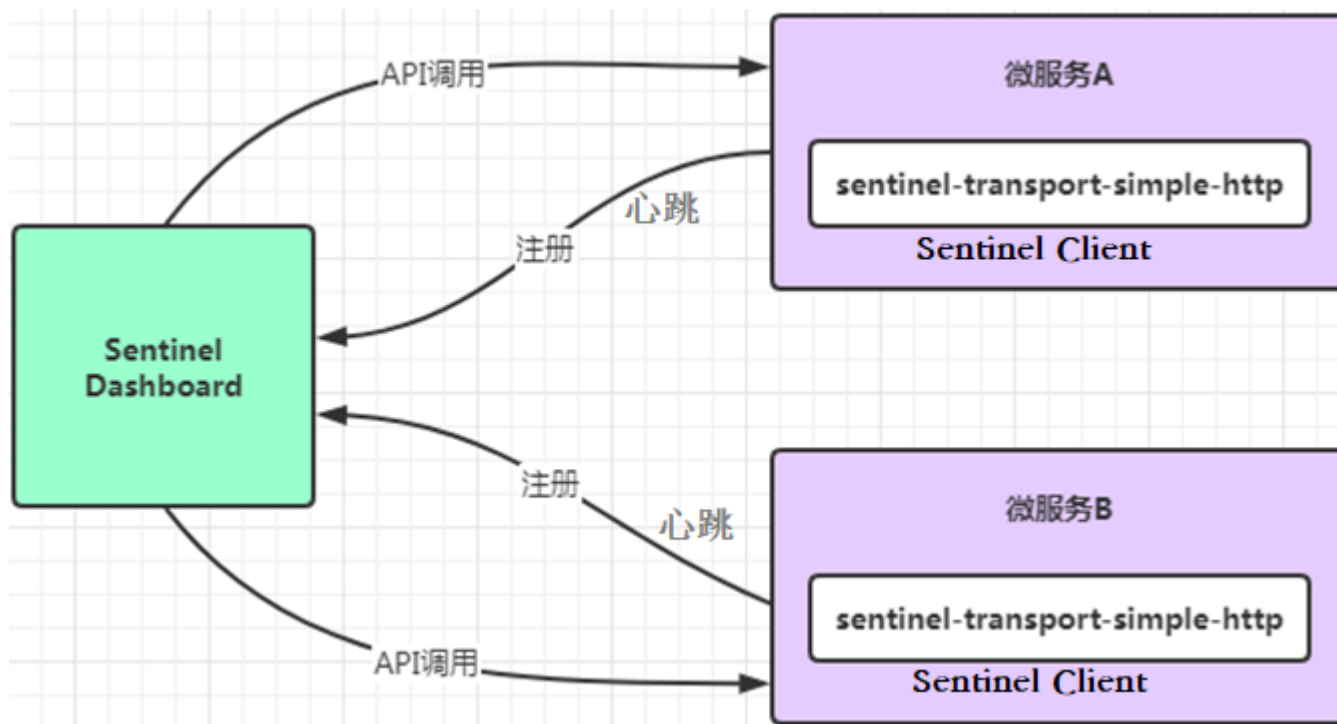 API调用
微服务A
sentinel-transport-simple-http
Sentinel Client
心跳
注册
Sentinel
Dashboard
注册
心跳
微服务B
sentinel-transport-simple-http
Sentinel Client
API调用